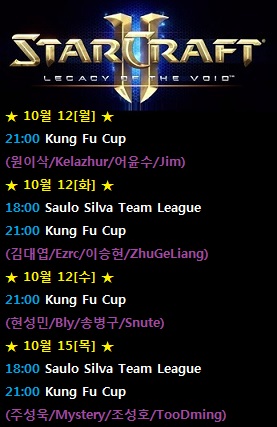 STARCRAFT
II
LEGACY OF THE VOID™
★ 10월 12[월] ★
21:00 Kung Fu Cup
(원이삭/Kelazhur/어윤수/Jim)
★ 10월 12[화] ★
18:00 Saulo Silva Team League
21:00 Kung Fu Cup
(김대엽/Ezrc/이승현/ZhuGeLiang)
★ 10월 12[수] ★
21:00 Kung Fu Cup
(현성민/Bly/송병구/Snute)
★ 10월 15[목] ★
18:00 Saulo Silva Team League
21:00 Kung Fu Cup
(주성욱/Mystery/조성호/TooDming)